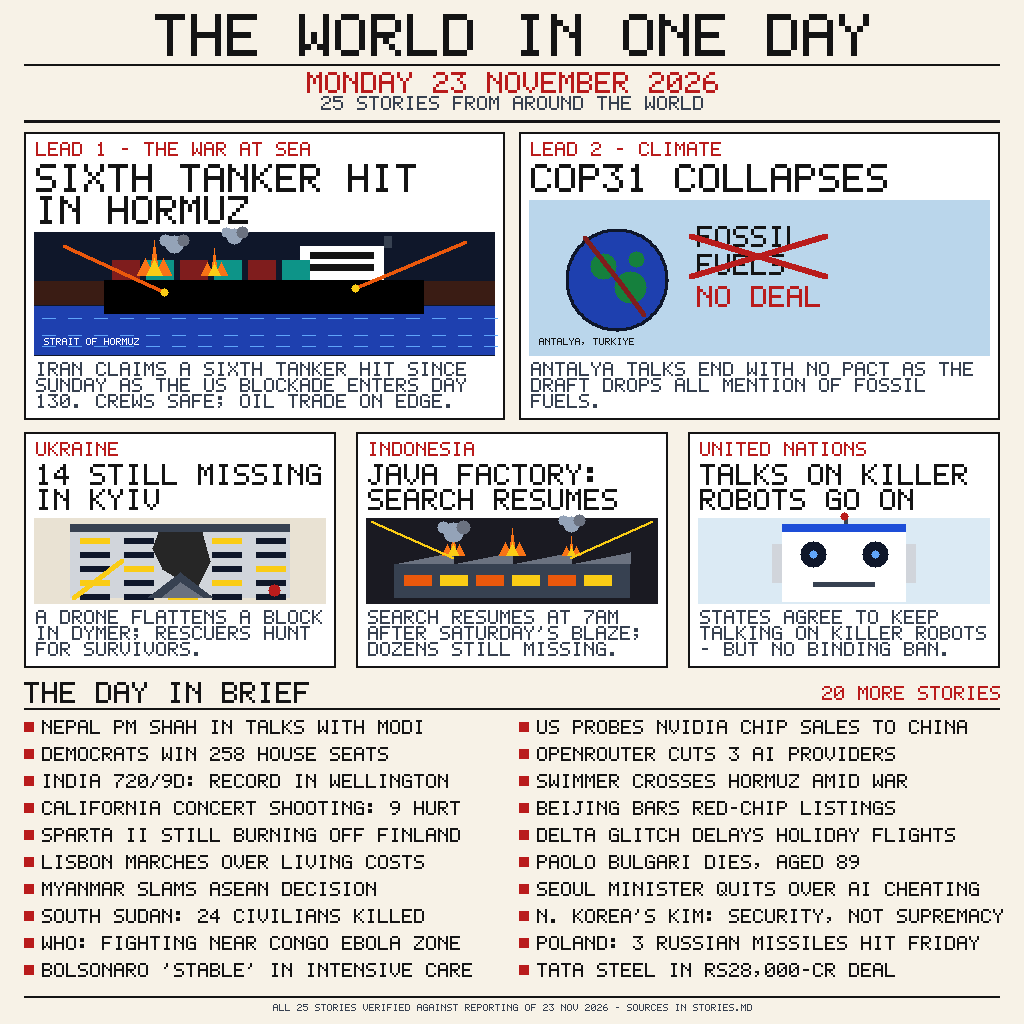 THE WORLD IN ONE DAY
MONDAY 23 NOVEMBER 2026
25 STORIES FROM AROUND THE WORLD
LEAD 1 - THE WAR AT SEA
SIXTH TANKER HIT
IN HORMUZ
STRAIT OF HORMUZ
IRAN CLAIMS A SIXTH TANKER HIT SINCE
SUNDAY AS THE US BLOCKADE ENTERS DAY
130. CREWS SAFE; OIL TRADE ON EDGE.
LEAD 2 - CLIMATE
COP31 COLLAPSES
FOSSIL
FUELS
NO DEAL
ANTALYA, TURKIYE
ANTALYA TALKS END WITH NO PACT AS THE
DRAFT DROPS ALL MENTION OF FOSSIL
FUELS.
UKRAINE
14 STILL MISSING
IN KYIV
A DRONE FLATTENS A BLOCK
IN DYMER; RESCUERS HUNT
FOR SURVIVORS.
INDONESIA
JAVA FACTORY:
SEARCH RESUMES
SEARCH RESUMES AT 7AM
AFTER SATURDAY'S BLAZE;
DOZENS STILL MISSING.
UNITED NATIONS
TALKS ON KILLER
ROBOTS GO ON
STATES AGREE TO KEEP
TALKING ON KILLER ROBOTS
- BUT NO BINDING BAN.
THE DAY IN BRIEF
20 MORE STORIES
NEPAL PM SHAH IN TALKS WITH MODI
DEMOCRATS WIN 258 HOUSE SEATS
INDIA 720/9D: RECORD IN WELLINGTON
CALIFORNIA CONCERT SHOOTING: 9 HURT
SPARTA II STILL BURNING OFF FINLAND
LISBON MARCHES OVER LIVING COSTS
MYANMAR SLAMS ASEAN DECISION
SOUTH SUDAN: 24 CIVILIANS KILLED
WHO: FIGHTING NEAR CONGO EBOLA ZONE
BOLSONARO 'STABLE' IN INTENSIVE CARE
US PROBES NVIDIA CHIP SALES TO CHINA
OPENROUTER CUTS 3 AI PROVIDERS
SWIMMER CROSSES HORMUZ AMID WAR
BEIJING BARS RED-CHIP LISTINGS
DELTA GLITCH DELAYS HOLIDAY FLIGHTS
PAOLO BULGARI DIES, AGED 89
SEOUL MINISTER QUITS OVER AI CHEATING
N. KOREA'S KIM: SECURITY, NOT SUPREMACY
POLAND: 3 RUSSIAN MISSILES HIT FRIDAY
TATA STEEL IN RS28,000-CR DEAL
ALL 25 STORIES VERIFIED AGAINST REPORTING OF 23 NOV 2026 - SOURCES IN STORIES.MD